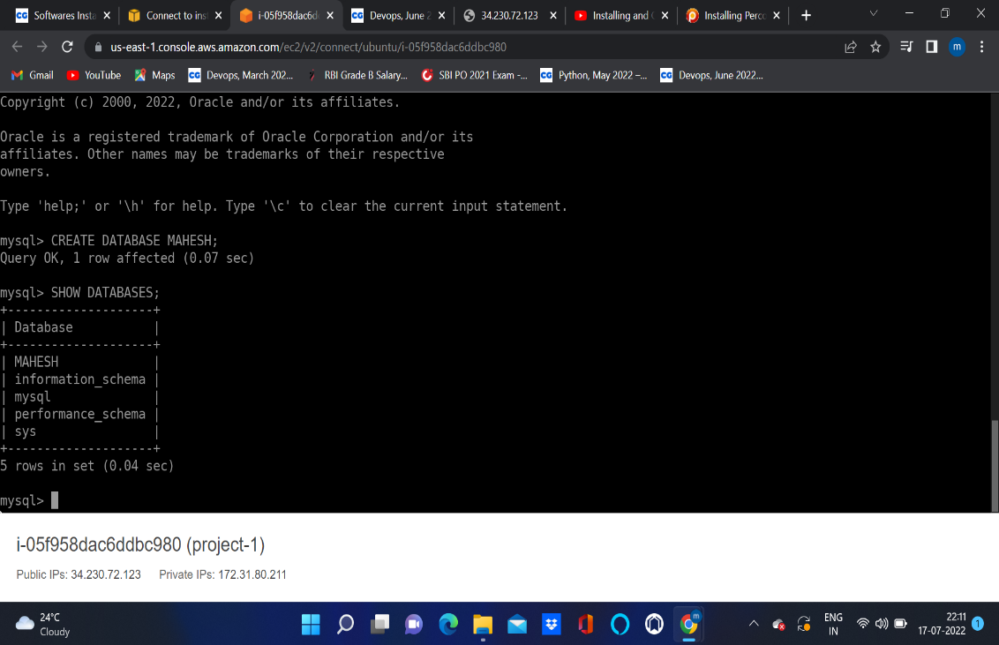 Softwares Insta
Connect to inst
i-05f958dac6d
Devops, June 2
34.230.72.123
Installing and
Installing Perco
us-east-1.console.aws.amazon.com/ec2/v2/connect/ubuntu/i-05f958dac6ddbc980
m
Gmail
YouTube
Maps
CG Devops, March 202...
RBI Grade B Salary...
SBI PO 2021 Exam -...
CG Python, May 2022 –...
CG Devops, June 2022...
Copyright (c) 2000, 2022, Oracle and/or its affiliates.
Oracle is a registered trademark of Oracle Corporation and/or its
affiliates. Other names may be trademarks of their respective
owners.
Type 'help;' or '\h' for help. Type '\c' to clear the current input statement.
mysql> CREATE DATABASE MAHESH;
Query OK, 1 row affected (0.07 sec)
mysql> SHOW DATABASES;
+--------------------+
| Database           |
+--------------------+
| MAHESH             |
| information_schema |
| mysql              |
| performance_schema |
| sys                |
+--------------------+
5 rows in set (0.04 sec)
mysql>
i-05f958dac6ddbc980 (project-1)
Public IPs: 34.230.72.123 Private IPs: 172.31.80.211
24°C
Cloudy
ENG
IN
22:11
17-07-2022
1